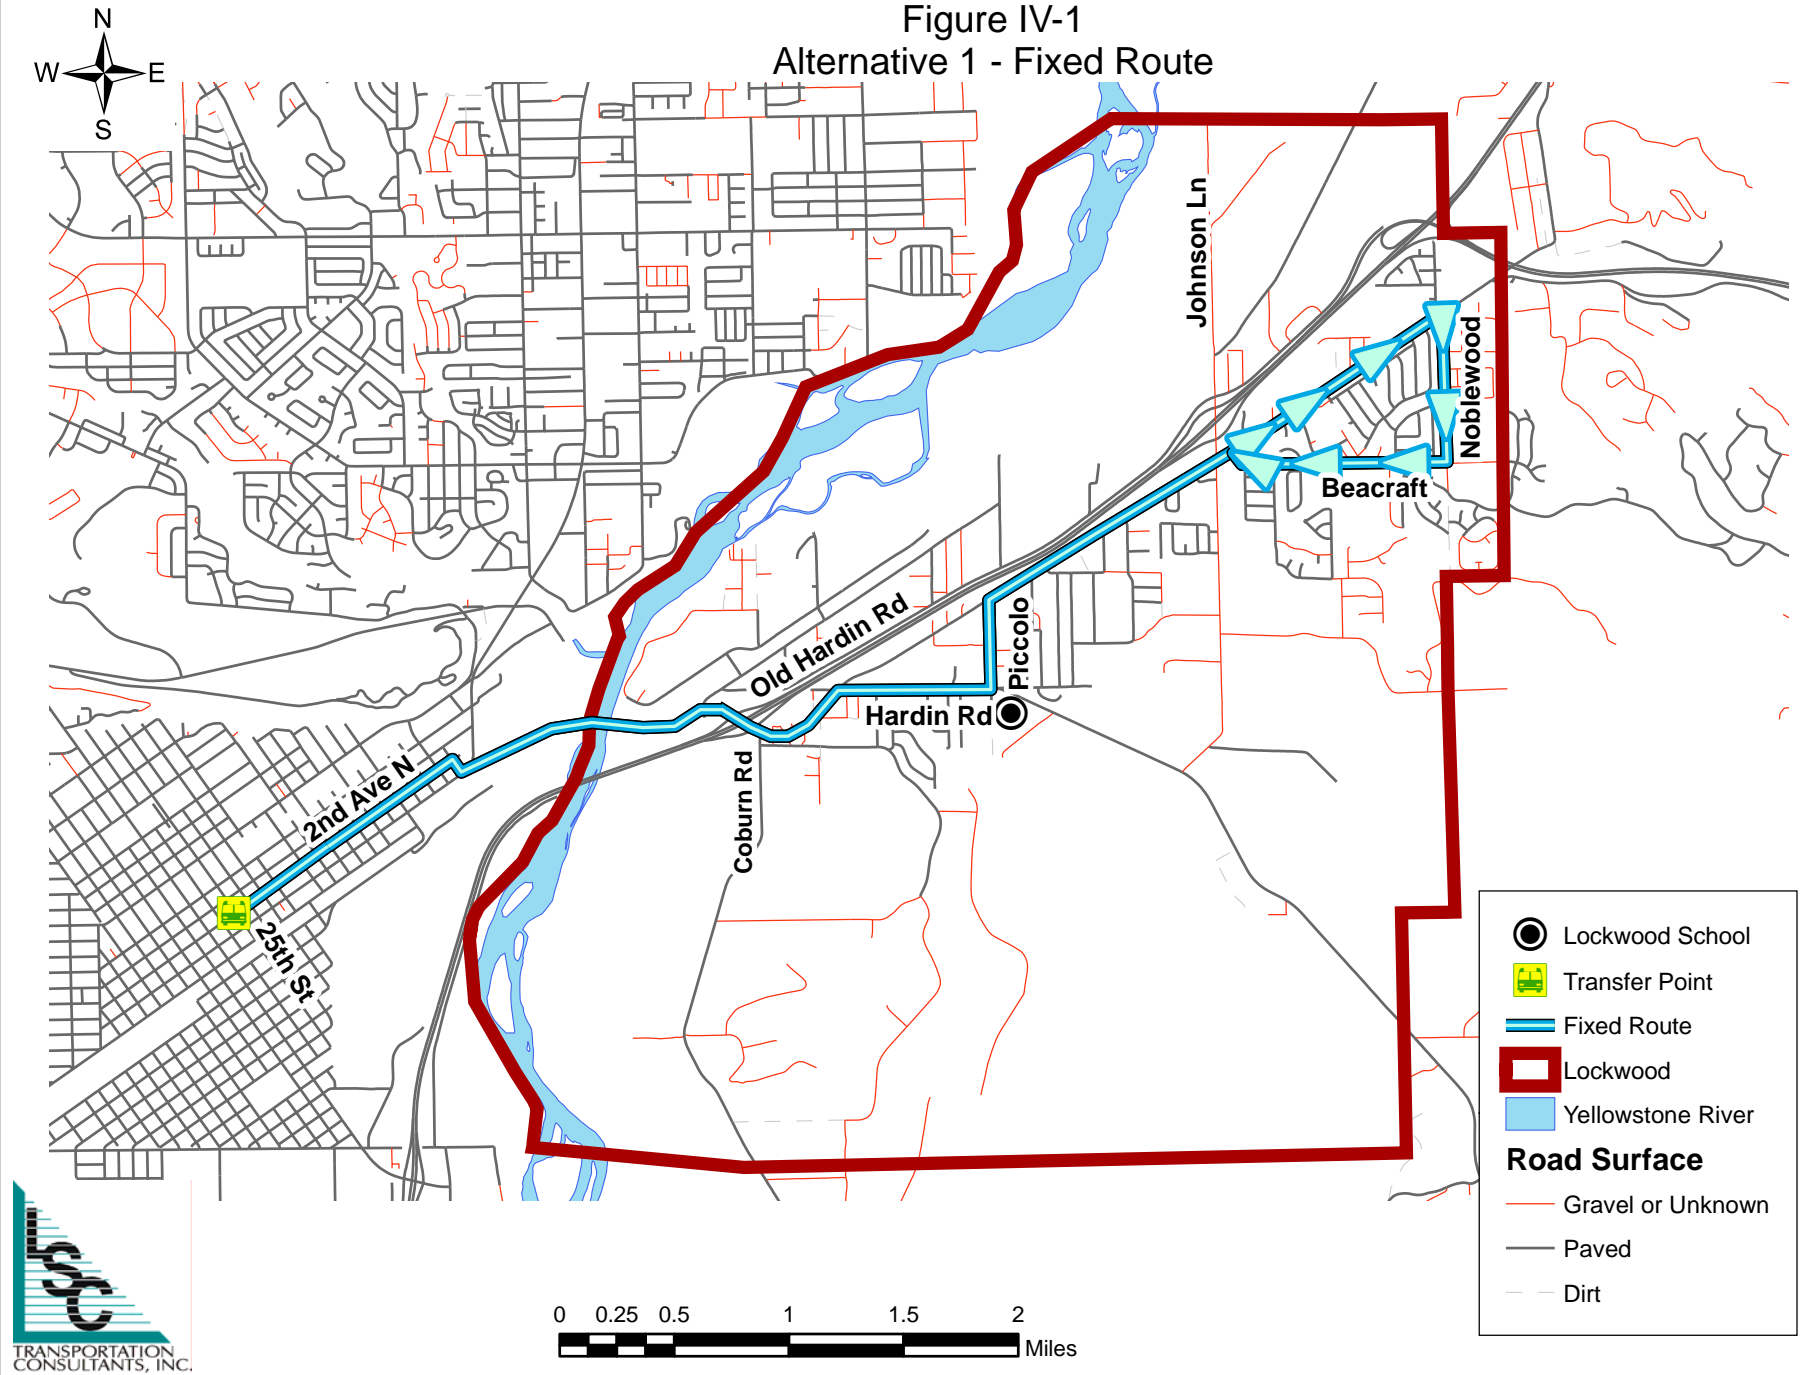 Figure IV-1
Alternative 1 - Fixed Route
N
W E
S
Johnson Ln
Noblewood
Beacraft
Old Hardin Rd
Piccolo
Hardin Rd
2nd Ave N
Coburn Rd
25th St
Lockwood School
Transfer Point
Fixed Route
Lockwood
Yellowstone River
Road Surface
Gravel or Unknown
Paved
Dirt
LSC
TRANSPORTATION
CONSULTANTS, INC.
0 0.25 0.5 1 1.5 2
Miles